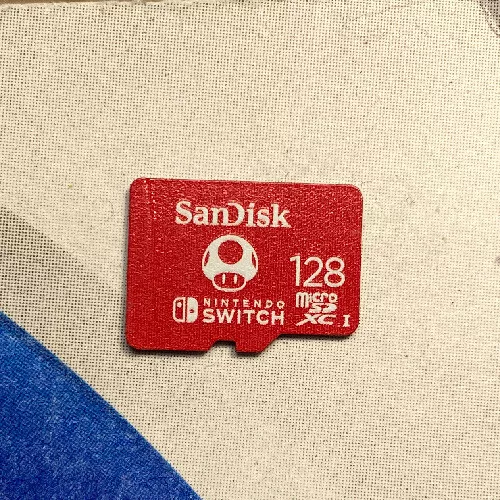 SanDisk
128
NINTENDO
SWITCH
micro
SD
XC I